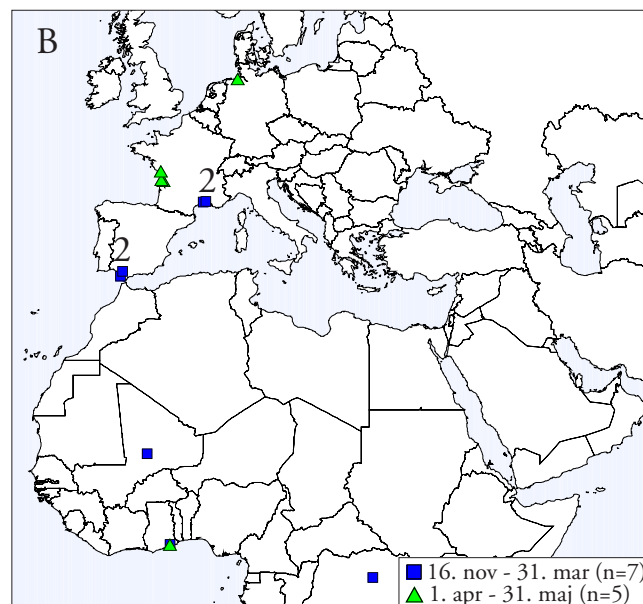 B
2
2
16. nov - 31. mar (n=7)
1. apr - 31. maj (n=5)